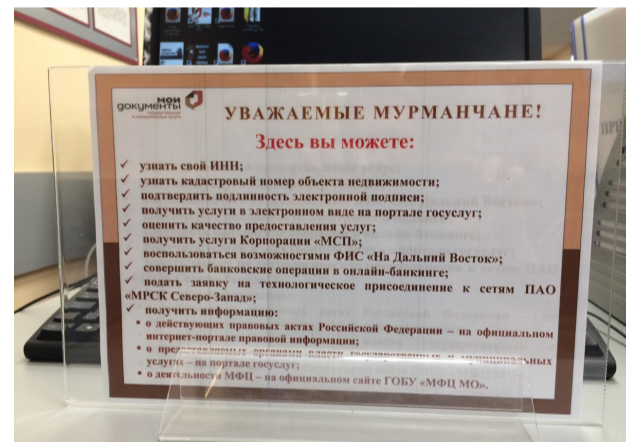 мои
документы
УВАЖАЕМЫЕ МУРМАНЧАНЕ!
Здесь вы можете:
✓ узнать свой ИНН;
✓ узнать кадастровый номер объекта недвижимости;
✓ подтвердить подлинность электронной подписи;
✓ получить услуги в электронном виде на портале госуслуг;
✓ оценить качество предоставления услуг;
✓ получить услуги Корпорации «МСП»;
✓ воспользоваться возможностями ФИС «На Дальний Восток»;
✓ совершить банковские операции в онлайн-банкинге;
✓ подать заявку на технологическое присоединение к сетям ПАО
«МРСК Северо-Запад»;
✓ получить информацию:
▪ о действующих правовых актах Российской Федерации – на официальном
интернет-портале правовой информации;
▪ о предоставляемых органами власти государственных и муниципальных
услугах – на портале госуслуг;
▪ о деятельности МФЦ – на официальном сайте ГОБУ «МФЦ МО».